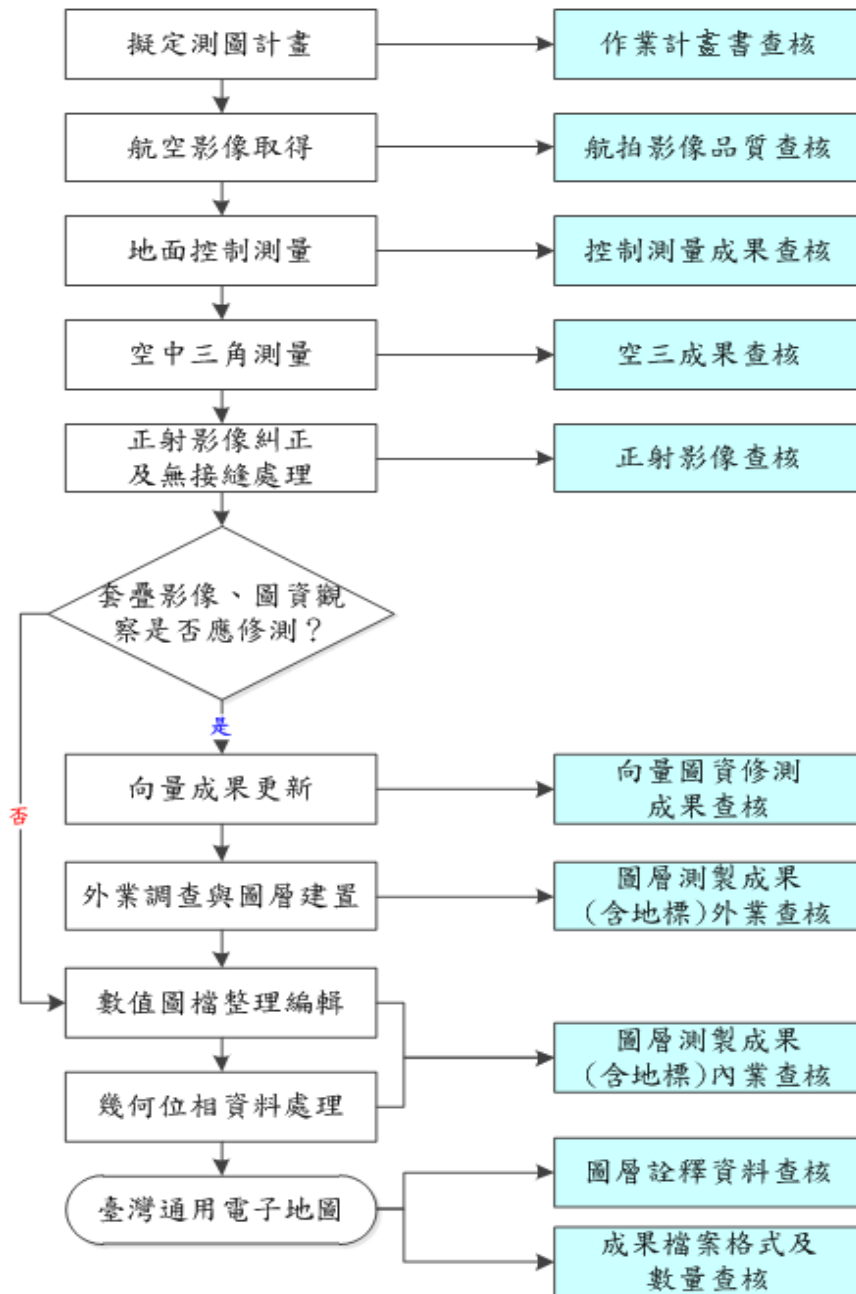 擬定測圖計畫
作業計畫書查核
航空影像取得
航拍影像品質查核
地面控制測量
控制測量成果查核
空中三角測量
空三成果查核
正射影像糾正
及無接縫處理
正射影像查核
套疊影像、圖資觀
察是否應修測？
是
否
向量成果更新
向量圖資修測
成果查核
外業調查與圖層建置
圖層測製成果
(含地標)外業查核
數值圖檔整理編輯
圖層測製成果
(含地標)內業查核
幾何位相資料處理
圖層詮釋資料查核
臺灣通用電子地圖
成果檔案格式及
數量查核